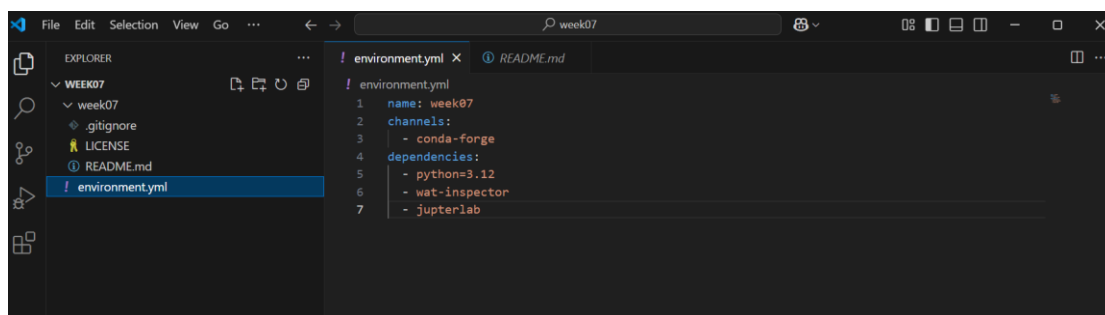 File Edit Selection View Go ... week07
EXPLORER ...
environment.yml README.md ...
WEEK07
environment.yml
week07
.gitignore
LICENSE
README.md
environment.yml
1 name: week07
2 channels:
3 - conda-forge
4 dependencies:
5 - python=3.12
6 - wat-inspector
7 - jupterlab